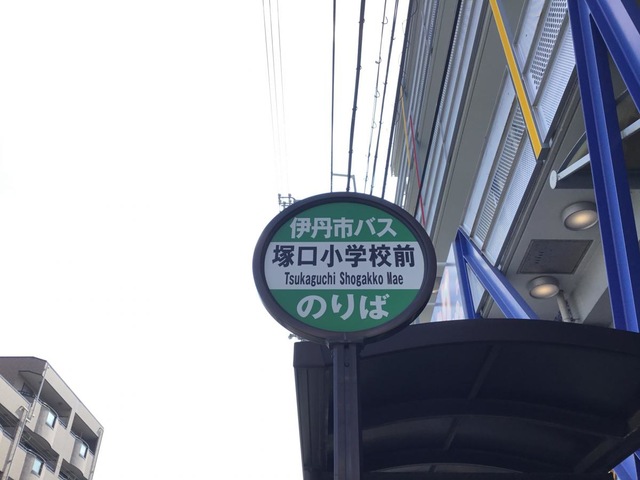 伊丹市バス
塚口小学校前
Tsukaguchi Shogakko Mae
のりば